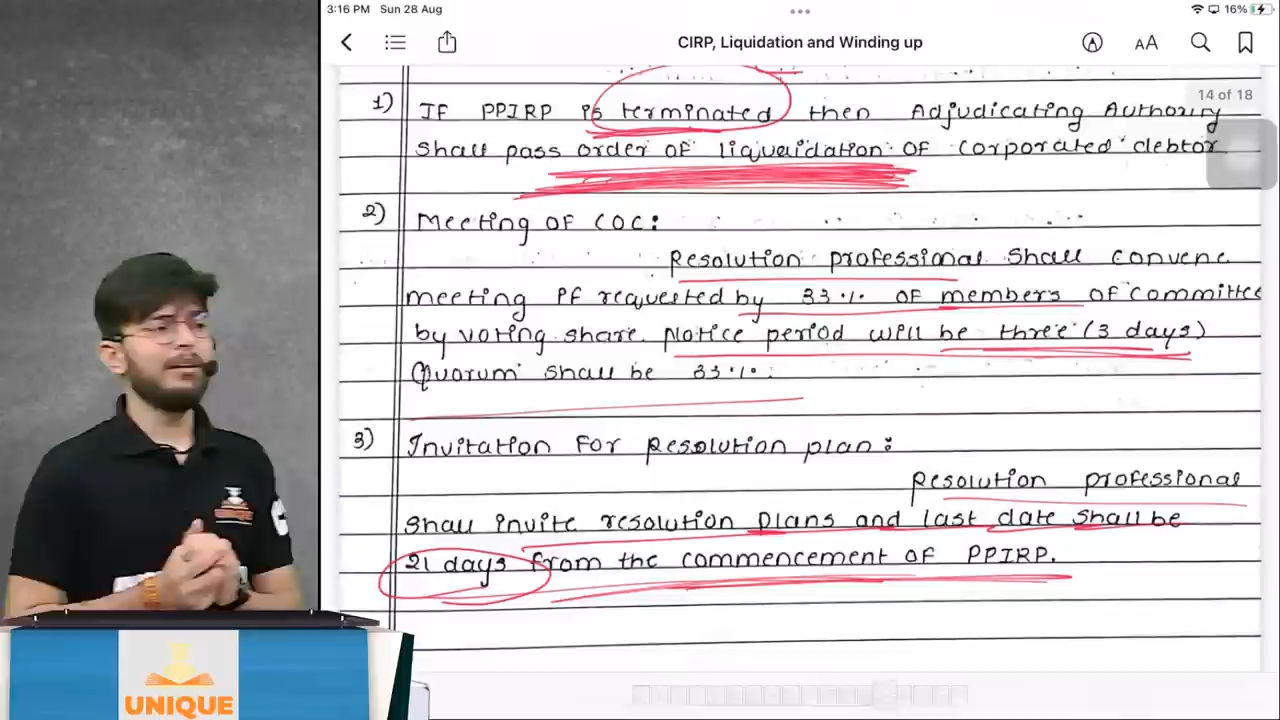 3:16 PM Sun 28 Aug
16%
CIRP, Liquidation and Winding up
AA
14 of 18
1) IF PPIRP is terminated then Adjudicating Authority
shall pass order of liquaidation of corporated debtor
2) Meeting of COC:
Resolution professional shall convene
meeting if requested by 33% of members of committee
by voting share. Notice period will be three (3 days)
Quorum shall be 33%.
3) Invitation for resolution plan:
Resolution professional
shall invite resolution plans and last date shall be
21 days from the commencement of PPIRP.
UNIQUE